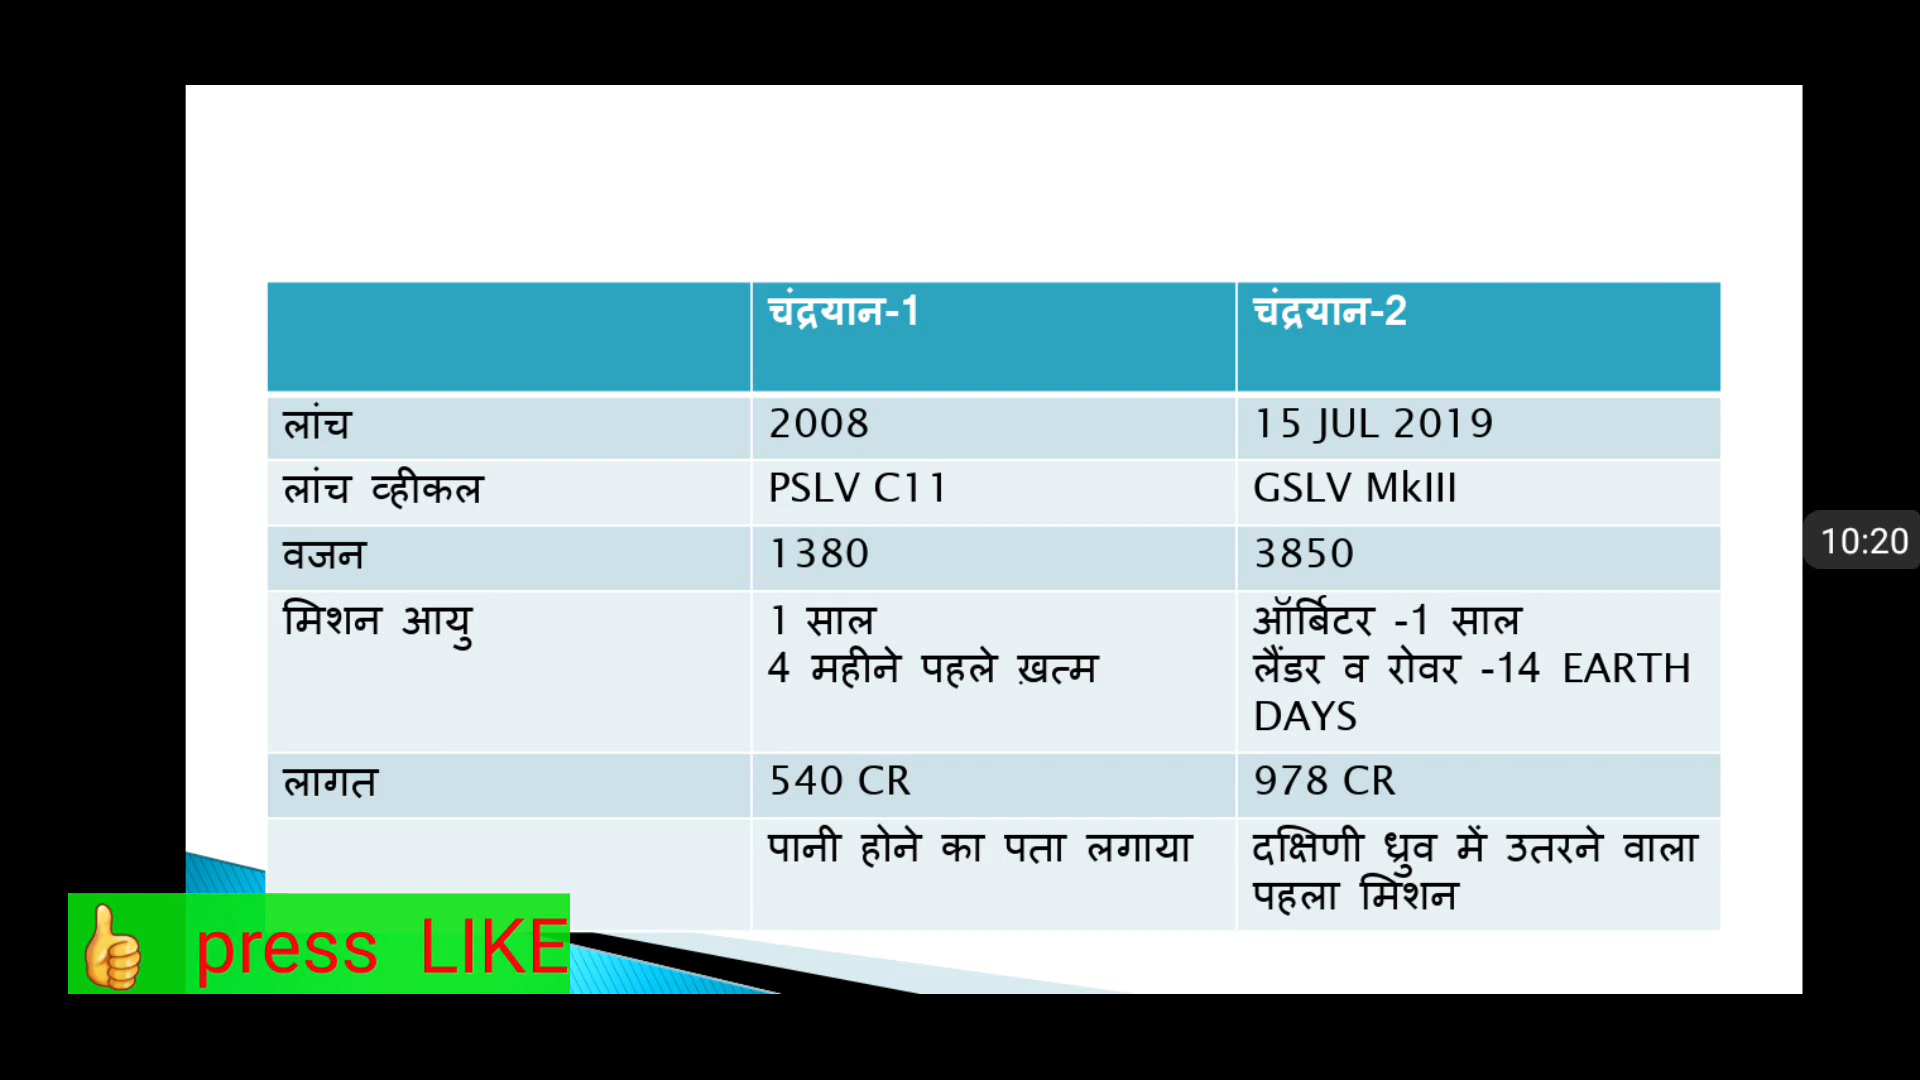 चंद्रयान-1 चंद्रयान-2
लांच 2008 15 JUL 2019
लांच व्हीकल PSLV C11 GSLV MkIII
वजन 1380 3850
मिशन आयु 1 साल ऑर्बिटर -1 साल
4 महीने पहले ख़त्म लैंडर व रोवर -14 EARTH
DAYS
लागत 540 CR 978 CR
पानी होने का पता लगाया दक्षिणी ध्रुव में उतरने वाला
पहला मिशन
press LIKE
10:20